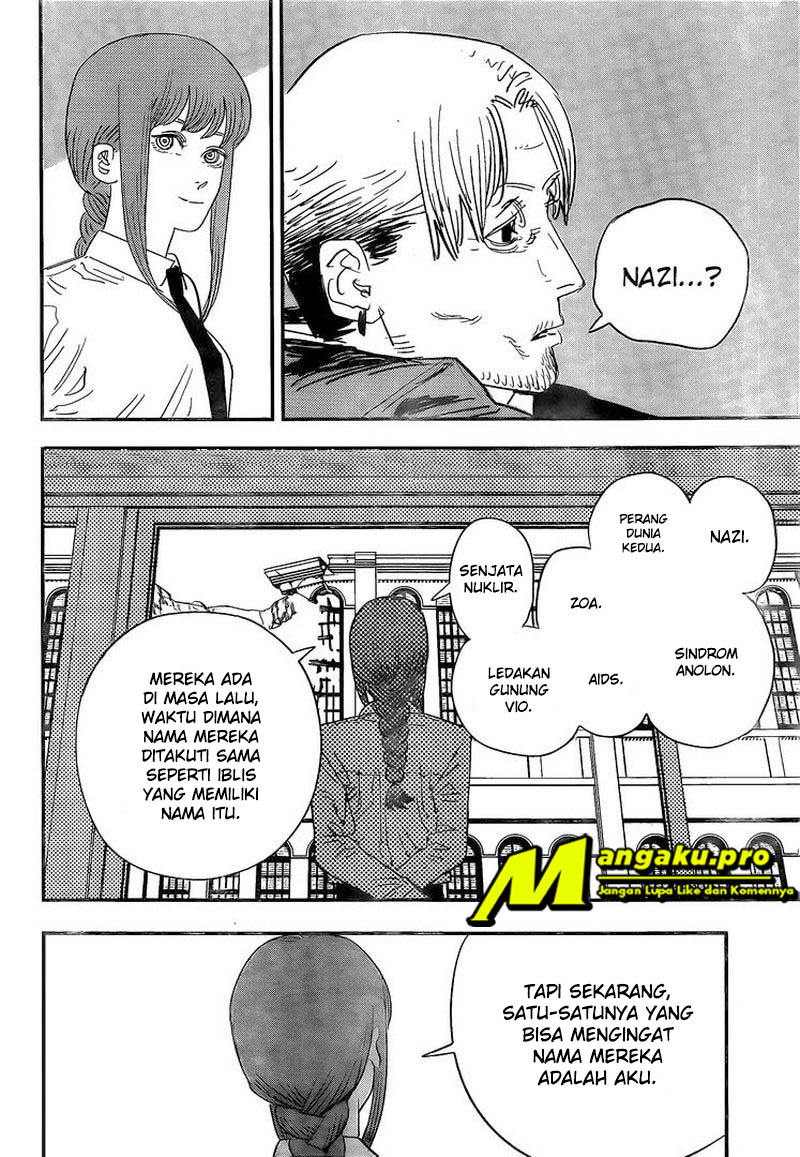 NAZI...?
NAZI.
PERANG
DUNIA
KEDUA.
SENJATA
NUKLIR.
ZOA.
SINDROM
ANOLON.
AIDS.
LEDAKAN
GUNUNG
VIO.
MEREKA ADA
DI MASA LALU,
WAKTU DIMANA
NAMA MEREKA
DITAKUTI SAMA
SEPERTI IBLIS
YANG MEMILIKI
NAMA ITU.
Mangaku.pro
Jangan Lupa Like dan Komennya
TAPI SEKARANG,
SATU-SATUNYA YANG
BISA MENGINGAT
NAMA MEREKA
ADALAH AKU.